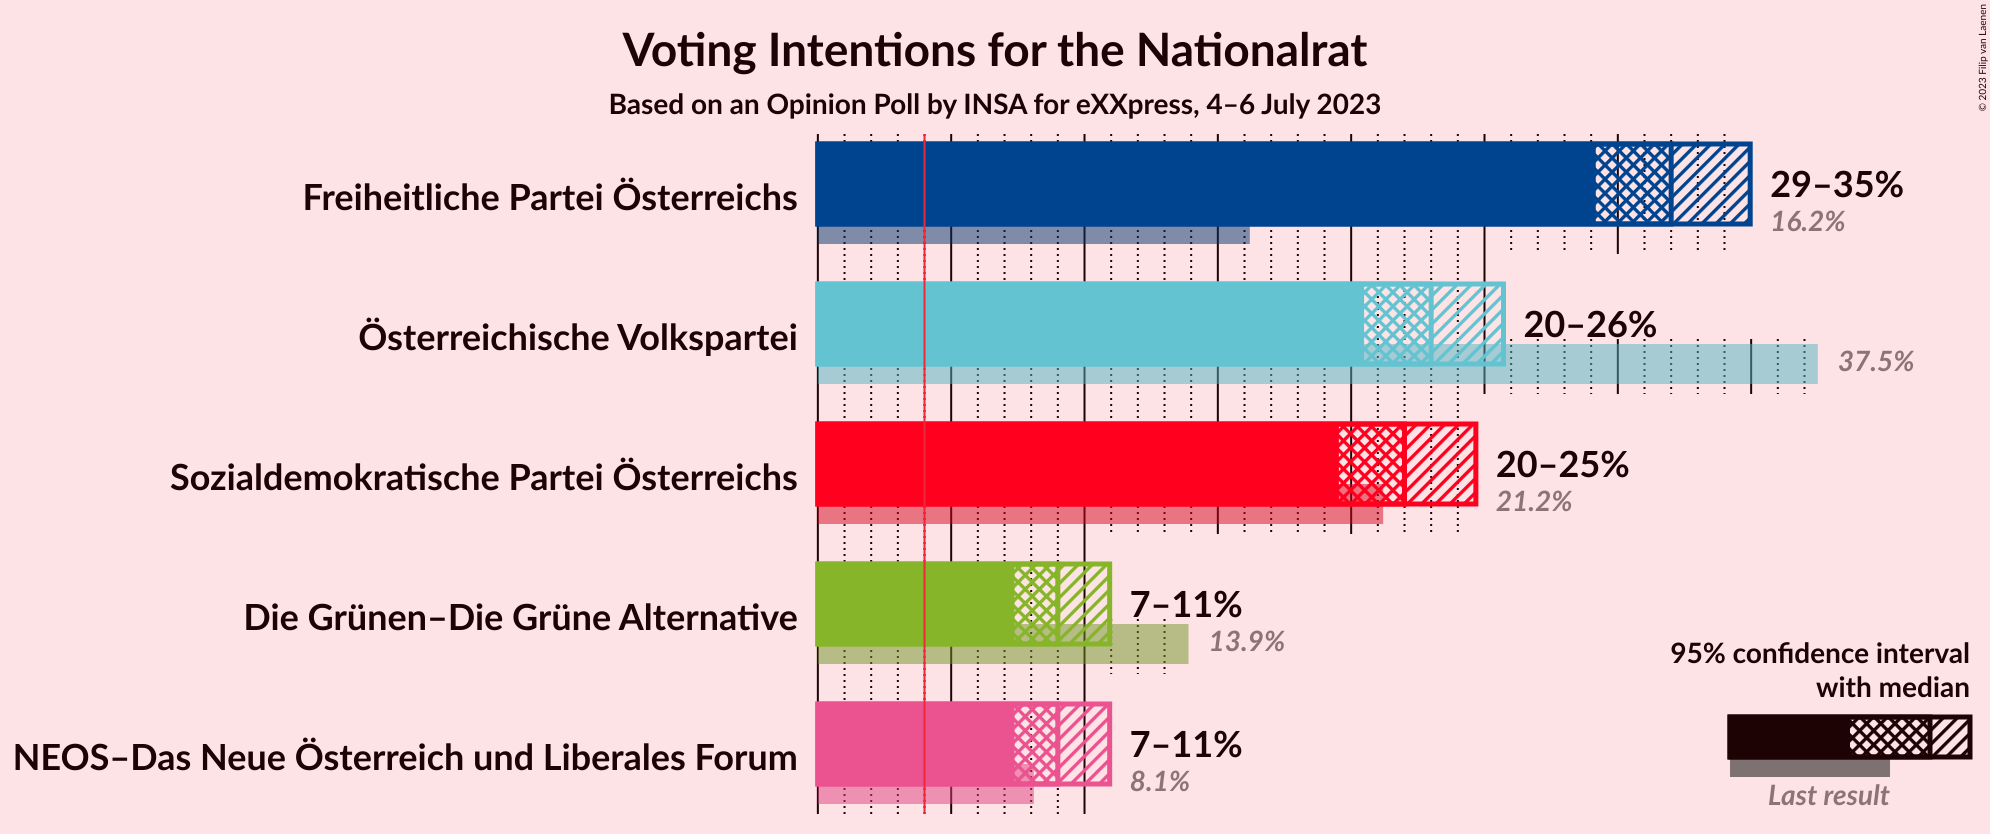 Voting Intentions for the Nationalrat
Based on an Opinion Poll by INSA for eXXpress, 4–6 July 2023
© 2023 Filip van Laenen
Freiheitliche Partei Österreichs
29–35%
16.2%
Österreichische Volkspartei
20–26%
37.5%
Sozialdemokratische Partei Österreichs
20–25%
21.2%
Die Grünen–Die Grüne Alternative
7–11%
13.9%
NEOS–Das Neue Österreich und Liberales Forum
7–11%
8.1%
95% confidence interval
with median
Last result